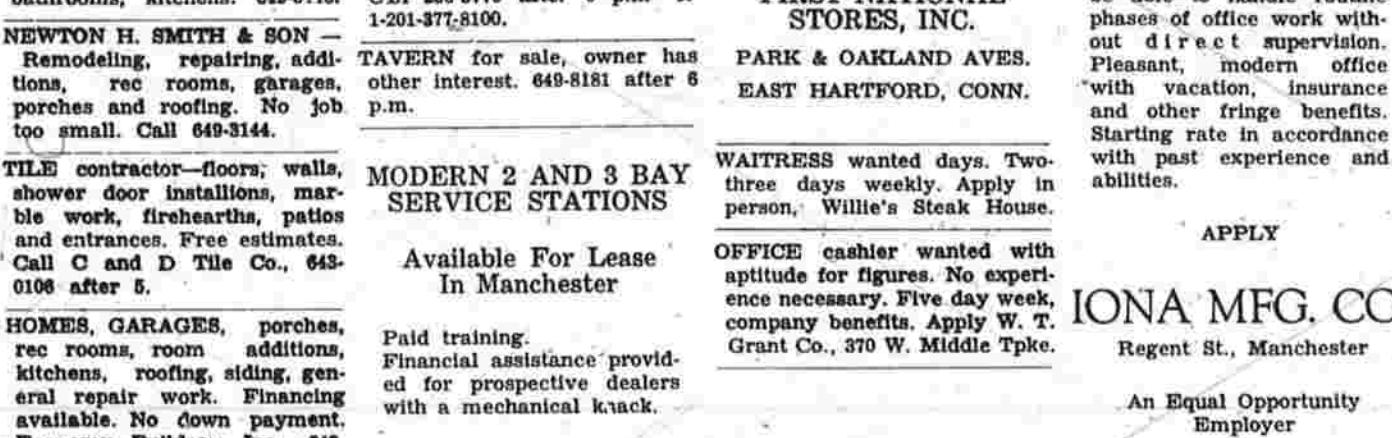 NEWTON H. SMITH & SON —
Remodeling, repairing, addi-
tions, rec rooms, garages,
porches and roofing. No job
too small. Call 649-3144.
TILE contractor—floors, walls,
shower door installions, mar-
ble work, firehearths, patios
and entrances. Free estimates.
Call C and D Tile Co., 643-
0106 after 5.
HOMES, GARAGES, porches,
rec rooms, room additions,
kitchens, roofing, siding, gen-
eral repair work. Financing
available. No down payment.
1-201-377-8100.
TAVERN for sale, owner has
other interest. 649-8181 after 6
p.m.
MODERN 2 AND 3 BAY
SERVICE STATIONS
Available For Lease
In Manchester
Paid training.
Financial assistance provid-
ed for prospective dealers
with a mechanical knack.
FIRST NATIONAL
STORES, INC.
PARK & OAKLAND AVES.
EAST HARTFORD, CONN.
WAITRESS wanted days. Two-
three days weekly. Apply in
person, Willie's Steak House.
OFFICE cashier wanted with
aptitude for figures. No experi-
ence necessary. Five day week,
company benefits. Apply W. T.
Grant Co., 370 W. Middle Tpke.
phases of office work with-
out direct supervision.
Pleasant, modern office
with vacation, insurance
and other fringe benefits.
Starting rate in accordance
with past experience and
abilities.
APPLY
IONA MFG. CO
Regent St., Manchester
An Equal Opportunity
Employer